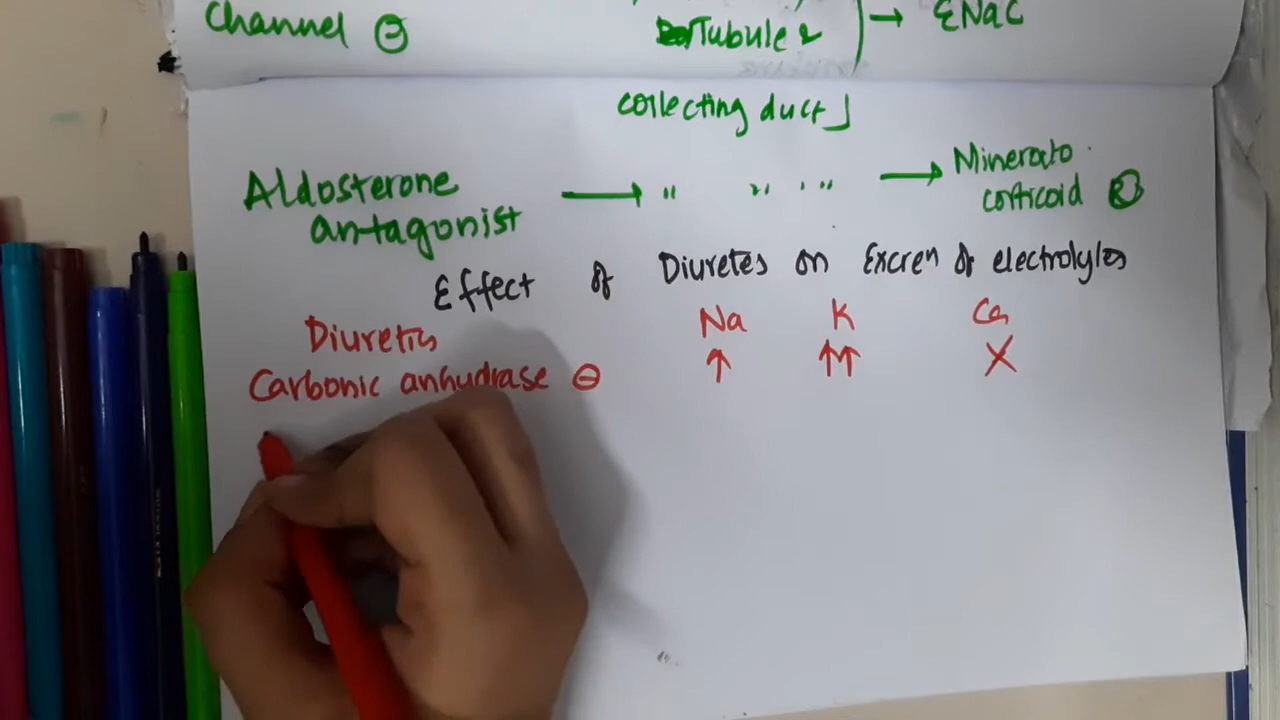 Channel ⊖ Tubule & → ENaC
collecting duct
Aldosterone → " " " " → Mineralo
antagonist corticoid
Effect of Diuretes on Excren of electrolytes
Diuretics Na K Ca
Carbonic anhydrase ⊖ ↑ ↑↑ X